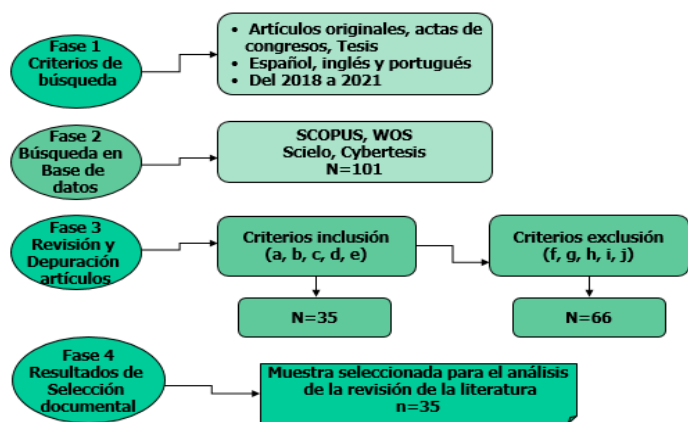 Fase 1
Criterios de
búsqueda
• Artículos originales, actas de
congresos, Tesis
• Español, inglés y portugués
• Del 2018 a 2021
Fase 2
Búsqueda en
Base de
datos
SCOPUS, WOS
Scielo, Cybertesis
N=101
Fase 3
Revisión y
Depuración
artículos
Criterios inclusión
(a, b, c, d, e)
Criterios exclusión
(f, g, h, i, j)
N=35
N=66
Fase 4
Resultados de
Selección
documental
Muestra seleccionada para el análisis
de la revisión de la literatura
n=35